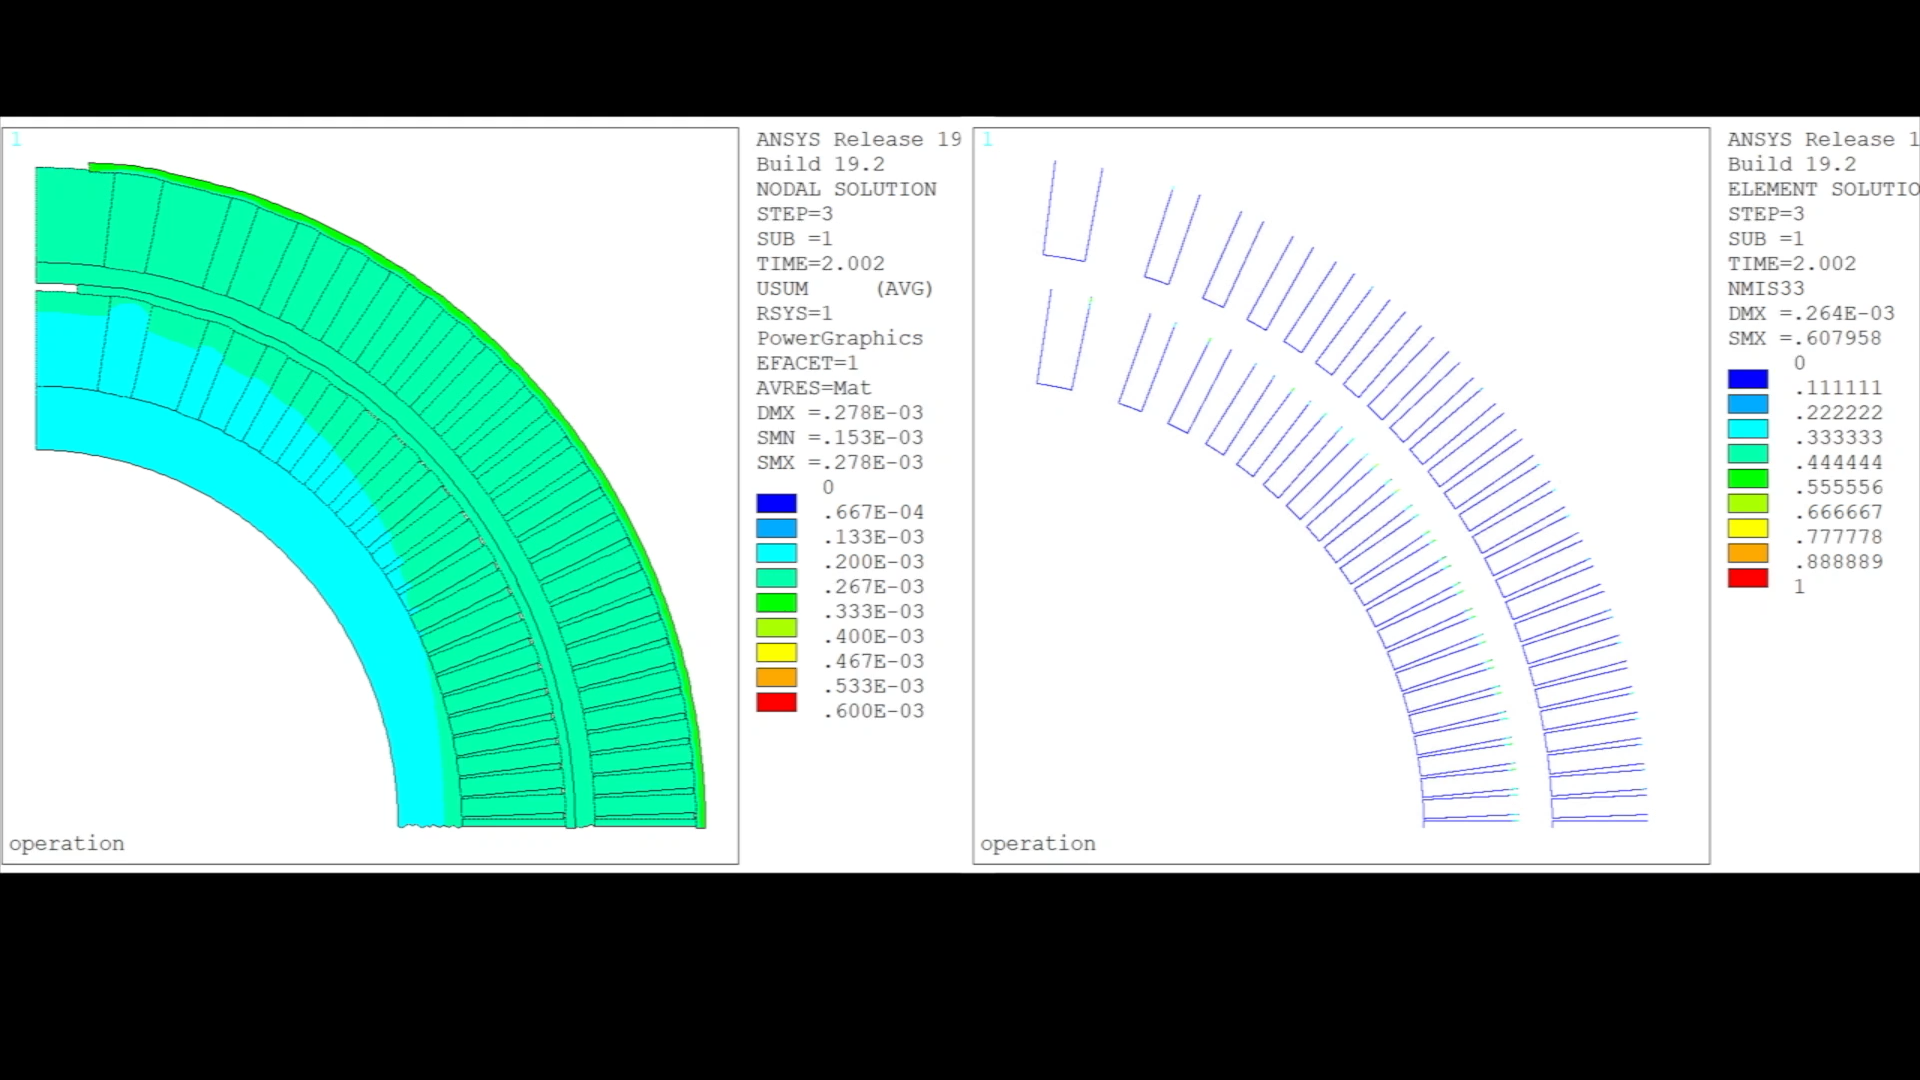 1
ANSYS Release 19
Build 19.2
NODAL SOLUTION
STEP=3
SUB =1
TIME=2.002
USUM (AVG)
RSYS=1
PowerGraphics
EFACET=1
AVRES=Mat
DMX =.278E-03
SMN =.153E-03
SMX =.278E-03
0
.667E-04
.133E-03
.200E-03
.267E-03
.333E-03
.400E-03
.467E-03
.533E-03
.600E-03
operation
1
ANSYS Release 1
Build 19.2
ELEMENT SOLUTIO
STEP=3
SUB =1
TIME=2.002
NMIS33
DMX =.264E-03
SMX =.607958
0
.111111
.222222
.333333
.444444
.555556
.666667
.777778
.888889
1
operation